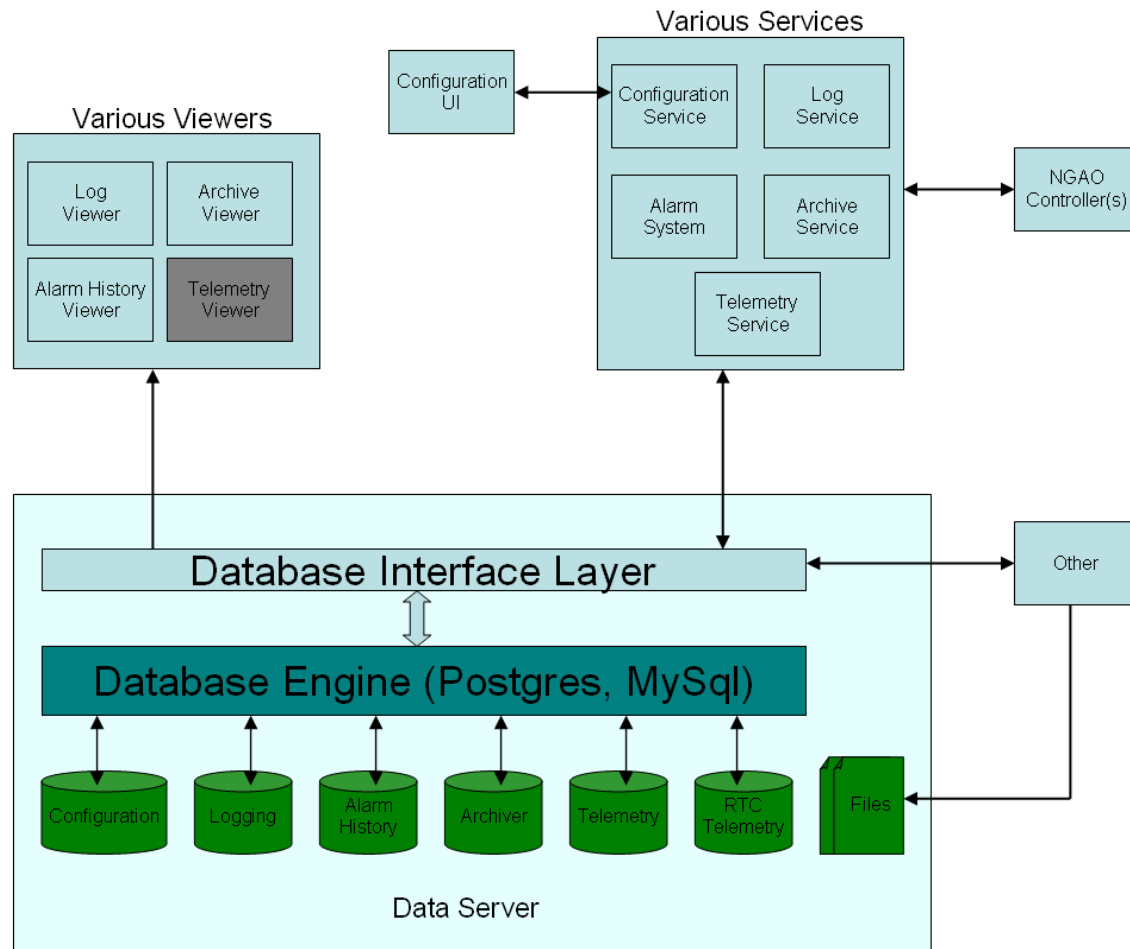 Various Services
Configuration
UI
Configuration
Service
Log
Service
Various Viewers
Log
Viewer
Archive
Viewer
NGAO
Controller(s)
Alarm
System
Archive
Service
Alarm History
Viewer
Telemetry
Viewer
Telemetry
Service
Database Interface Layer
Other
Database Engine (Postgres, MySql)
Configuration
Logging
Alarm
History
Archiver
Telemetry
RTC
Telemetry
Files
Data Server